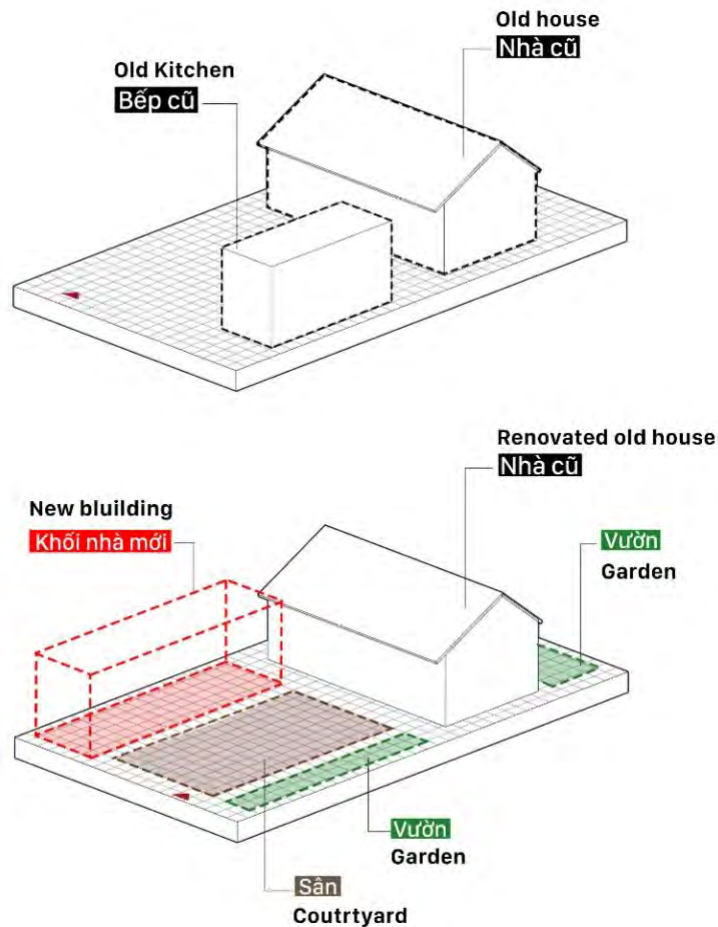 Old house
Nhà cũ
Old Kitchen
Bếp cũ
Renovated old house
Nhà cũ
New bluilding
Khối nhà mới
Vườn
Garden
Vườn
Garden
Sân
Coutrtyard